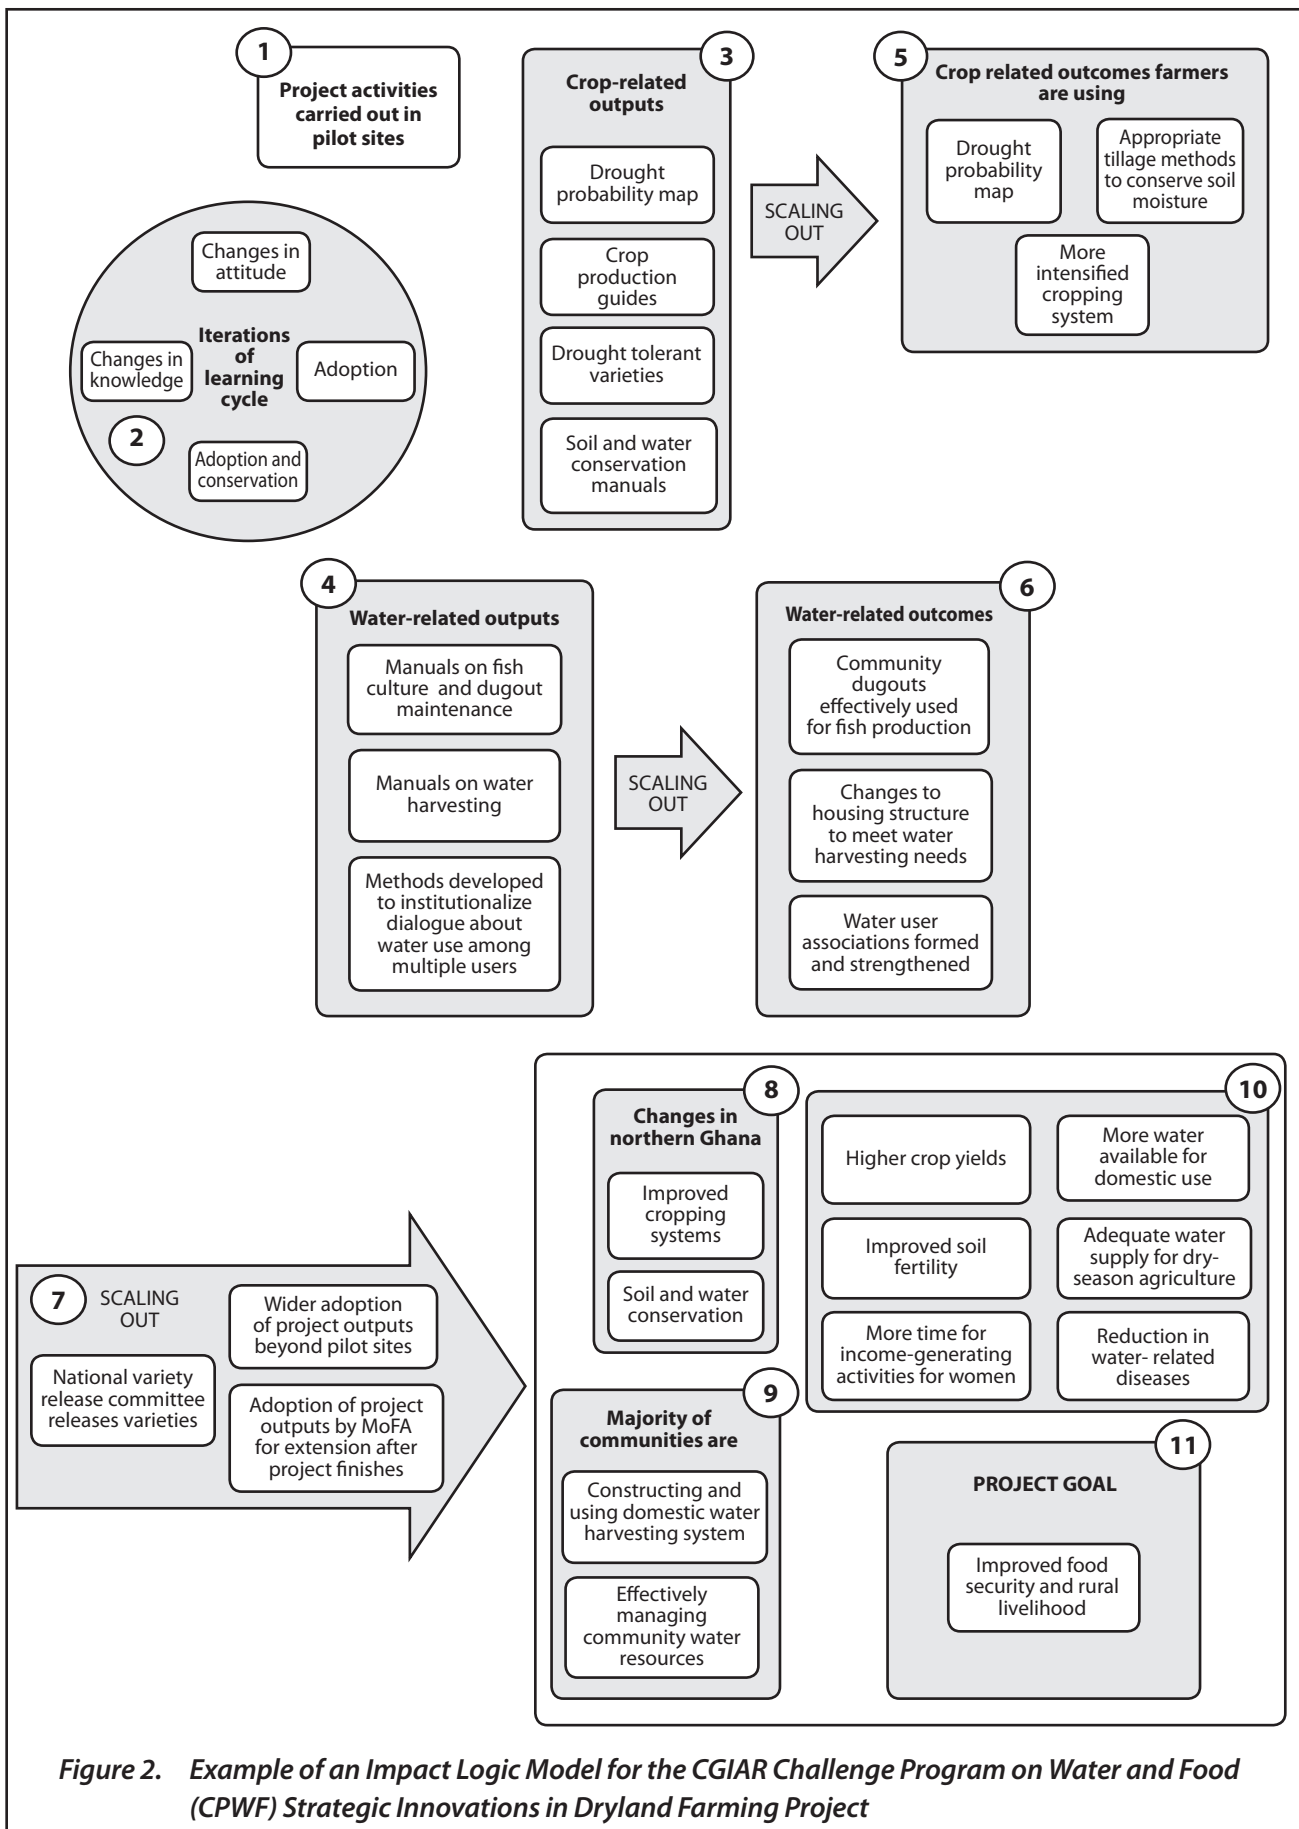 1
Project activities
carried out in
pilot sites
Changes in
attitude
Changes in
knowledge
Iterations
of
learning
cycle
Adoption
2
Adoption and
conservation
3
Crop-related
outputs
Drought
probability map
Crop
production
guides
Drought tolerant
varieties
Soil and water
conservation
manuals
SCALING
OUT
5
Crop related outcomes farmers
are using
Drought
probability
map
Appropriate
tillage methods
to conserve soil
moisture
More
intensified
cropping
system
4
Water-related outputs
Manuals on fish
culture and dugout
maintenance
Manuals on water
harvesting
Methods developed
to institutionalize
dialogue about
water use among
multiple users
SCALING
OUT
6
Water-related outcomes
Community
dugouts
effectively used
for fish production
Changes to
housing structure
to meet water
harvesting needs
Water user
associations formed
and strengthened
7
SCALING
OUT
National variety
release committee
releases varieties
Wider adoption
of project outputs
beyond pilot sites
Adoption of project
outputs by MoFA
for extension after
project finishes
8
Changes in
northern Ghana
Improved
cropping
systems
Soil and water
conservation
9
Majority of
communities are
Constructing and
using domestic water
harvesting system
Effectively
managing
community water
resources
10
Higher crop yields
More water
available for
domestic use
Improved soil
fertility
Adequate water
supply for dry-
season agriculture
More time for
income-generating
activities for women
Reduction in
water- related
diseases
11
PROJECT GOAL
Improved food
security and rural
livelihood
Figure 2. Example of an Impact Logic Model for the CGIAR Challenge Program on Water and Food
(CPWF) Strategic Innovations in Dryland Farming Project